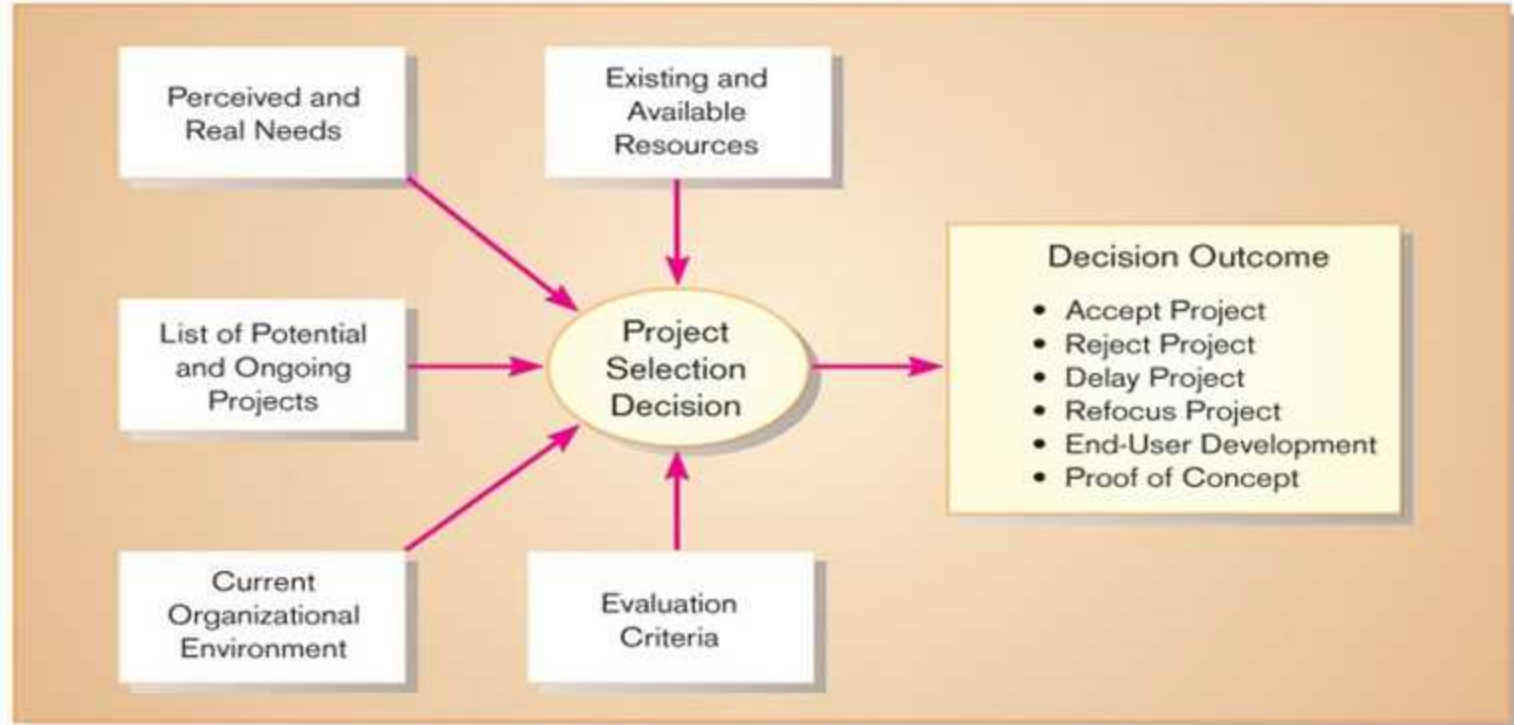 Perceived and
Real Needs
Existing and
Available
Resources
List of Potential
and Ongoing
Projects
Project
Selection
Decision
Decision Outcome
• Accept Project
• Reject Project
• Delay Project
• Refocus Project
• End-User Development
• Proof of Concept
Current
Organizational
Environment
Evaluation
Criteria